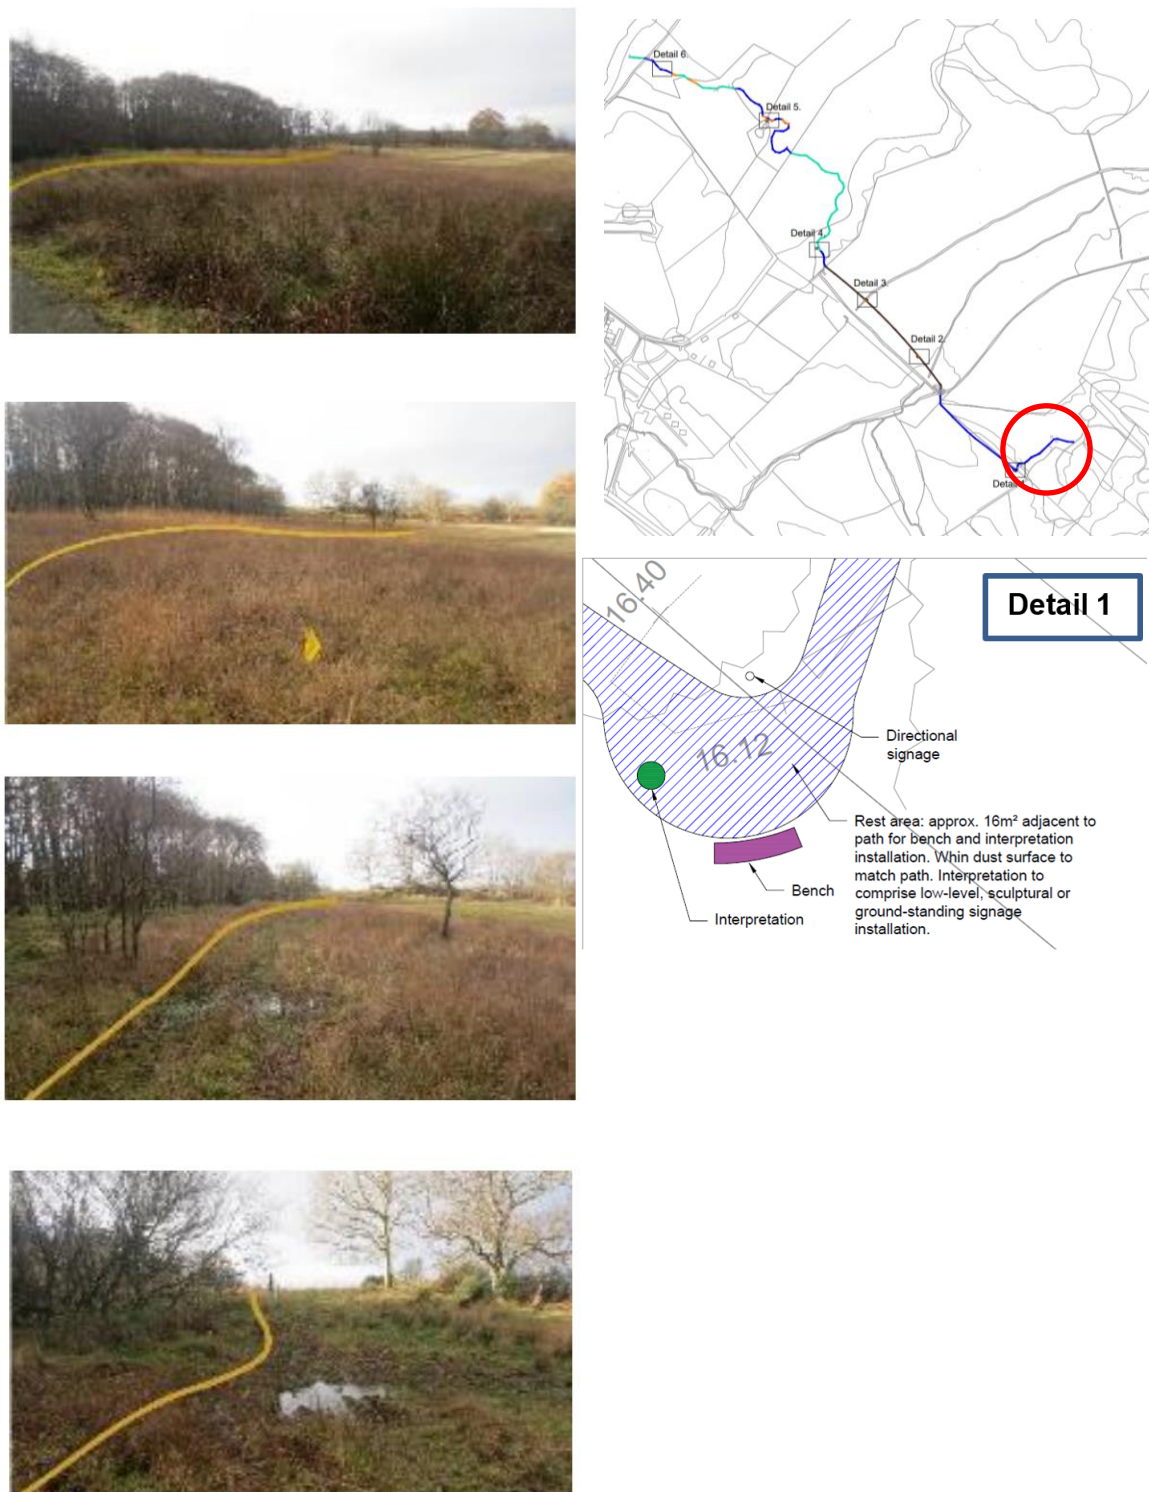 Detail 6.
Detail 5.
Detail 4.
Detail 3.
Detail 2.
Detail 1
16.40
16.12
Directional
signage
Rest area: approx. 16m² adjacent to
path for bench and interpretation
installation. Whin dust surface to
match path. Interpretation to
comprise low-level, sculptural or
ground-standing signage
installation.
Bench
Interpretation